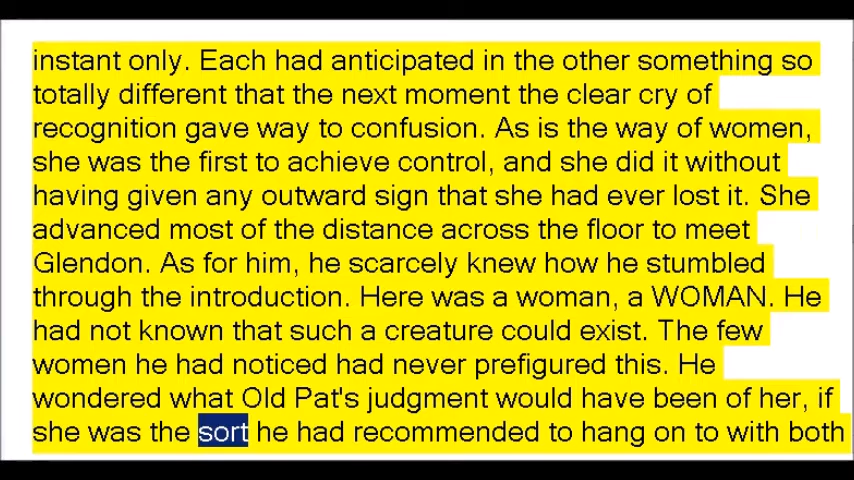 instant only. Each had anticipated in the other something so
totally different that the next moment the clear cry of
recognition gave way to confusion. As is the way of women,
she was the first to achieve control, and she did it without
having given any outward sign that she had ever lost it. She
advanced most of the distance across the floor to meet
Glendon. As for him, he scarcely knew how he stumbled
through the introduction. Here was a woman, a WOMAN. He
had not known that such a creature could exist. The few
women he had noticed had never prefigured this. He
wondered what Old Pat's judgment would have been of her, if
she was the sort he had recommended to hang on to with both